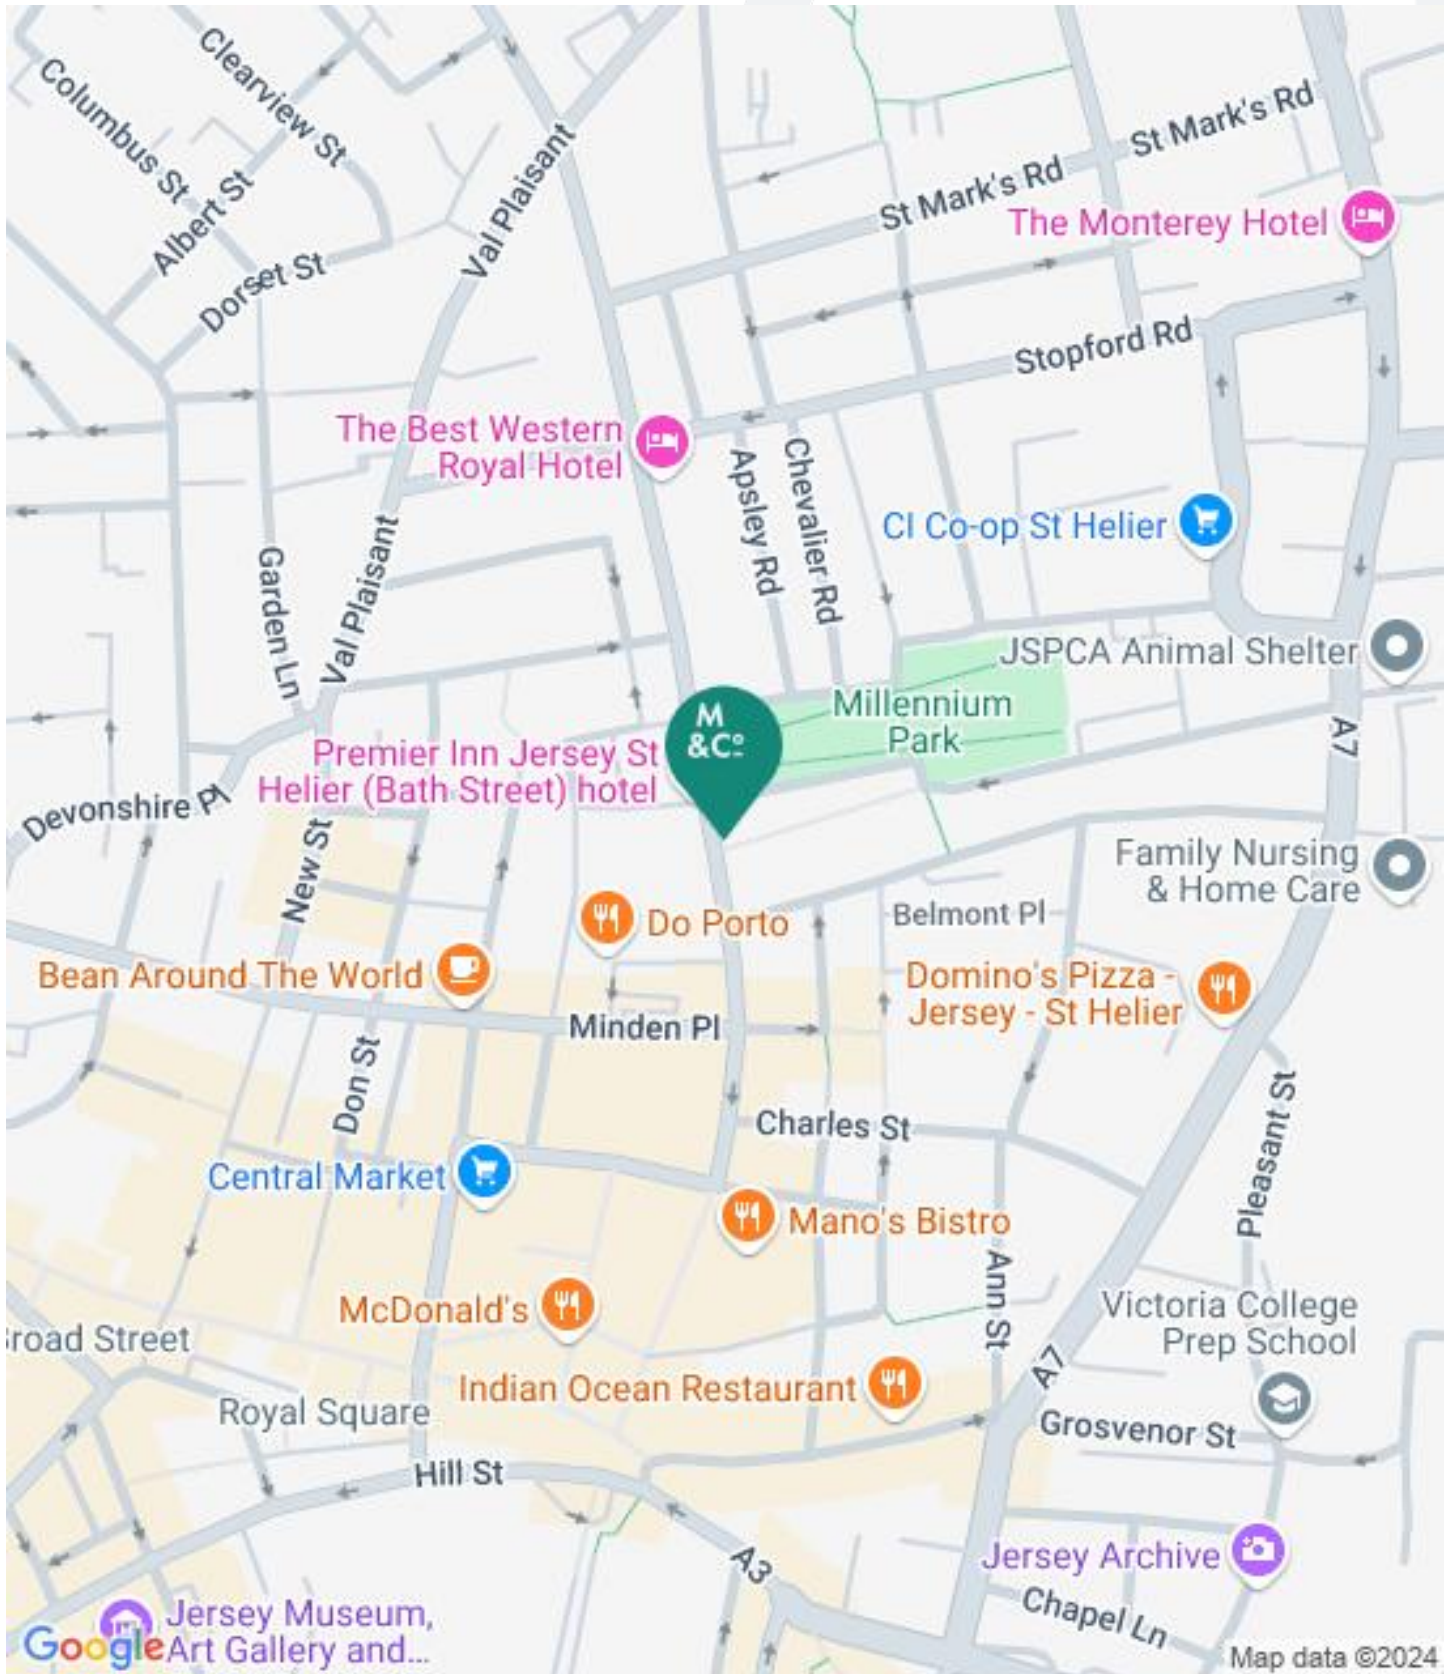 Clearview St
Columbus St
St Mark's Rd
St Mark's Rd
Val Plaisant
Albert St
The Monterey Hotel
Dorset St
Stopford Rd
The Best Western
Royal Hotel
Apsley Rd
Chevalier Rd
CI Co-op St Helier
Garden Ln
Val Plaisant
JSPCA Animal Shelter
Millennium
Park
M
&Co
A7
Premier Inn Jersey St
Helier (Bath Street) hotel
Devonshire Pl
New St
Family Nursing
& Home Care
Do Porto
Belmont Pl
Bean Around The World
Domino's Pizza -
Jersey - St Helier
Minden Pl
Don St
Charles St
Pleasant St
Central Market
Mano's Bistro
Ann St
McDonald's
Victoria College
Prep School
road Street
A7
Indian Ocean Restaurant
Royal Square
Grosvenor St
Hill St
A3
Jersey Archive
Chapel Ln
Jersey Museum,
Art Gallery and...
Google
Map data ©2024